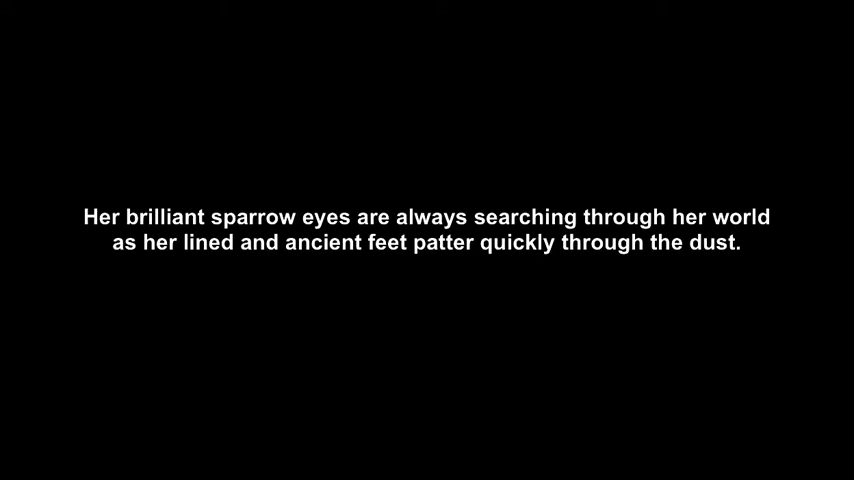 Her brilliant sparrow eyes are always searching through her world
as her lined and ancient feet patter quickly through the dust.